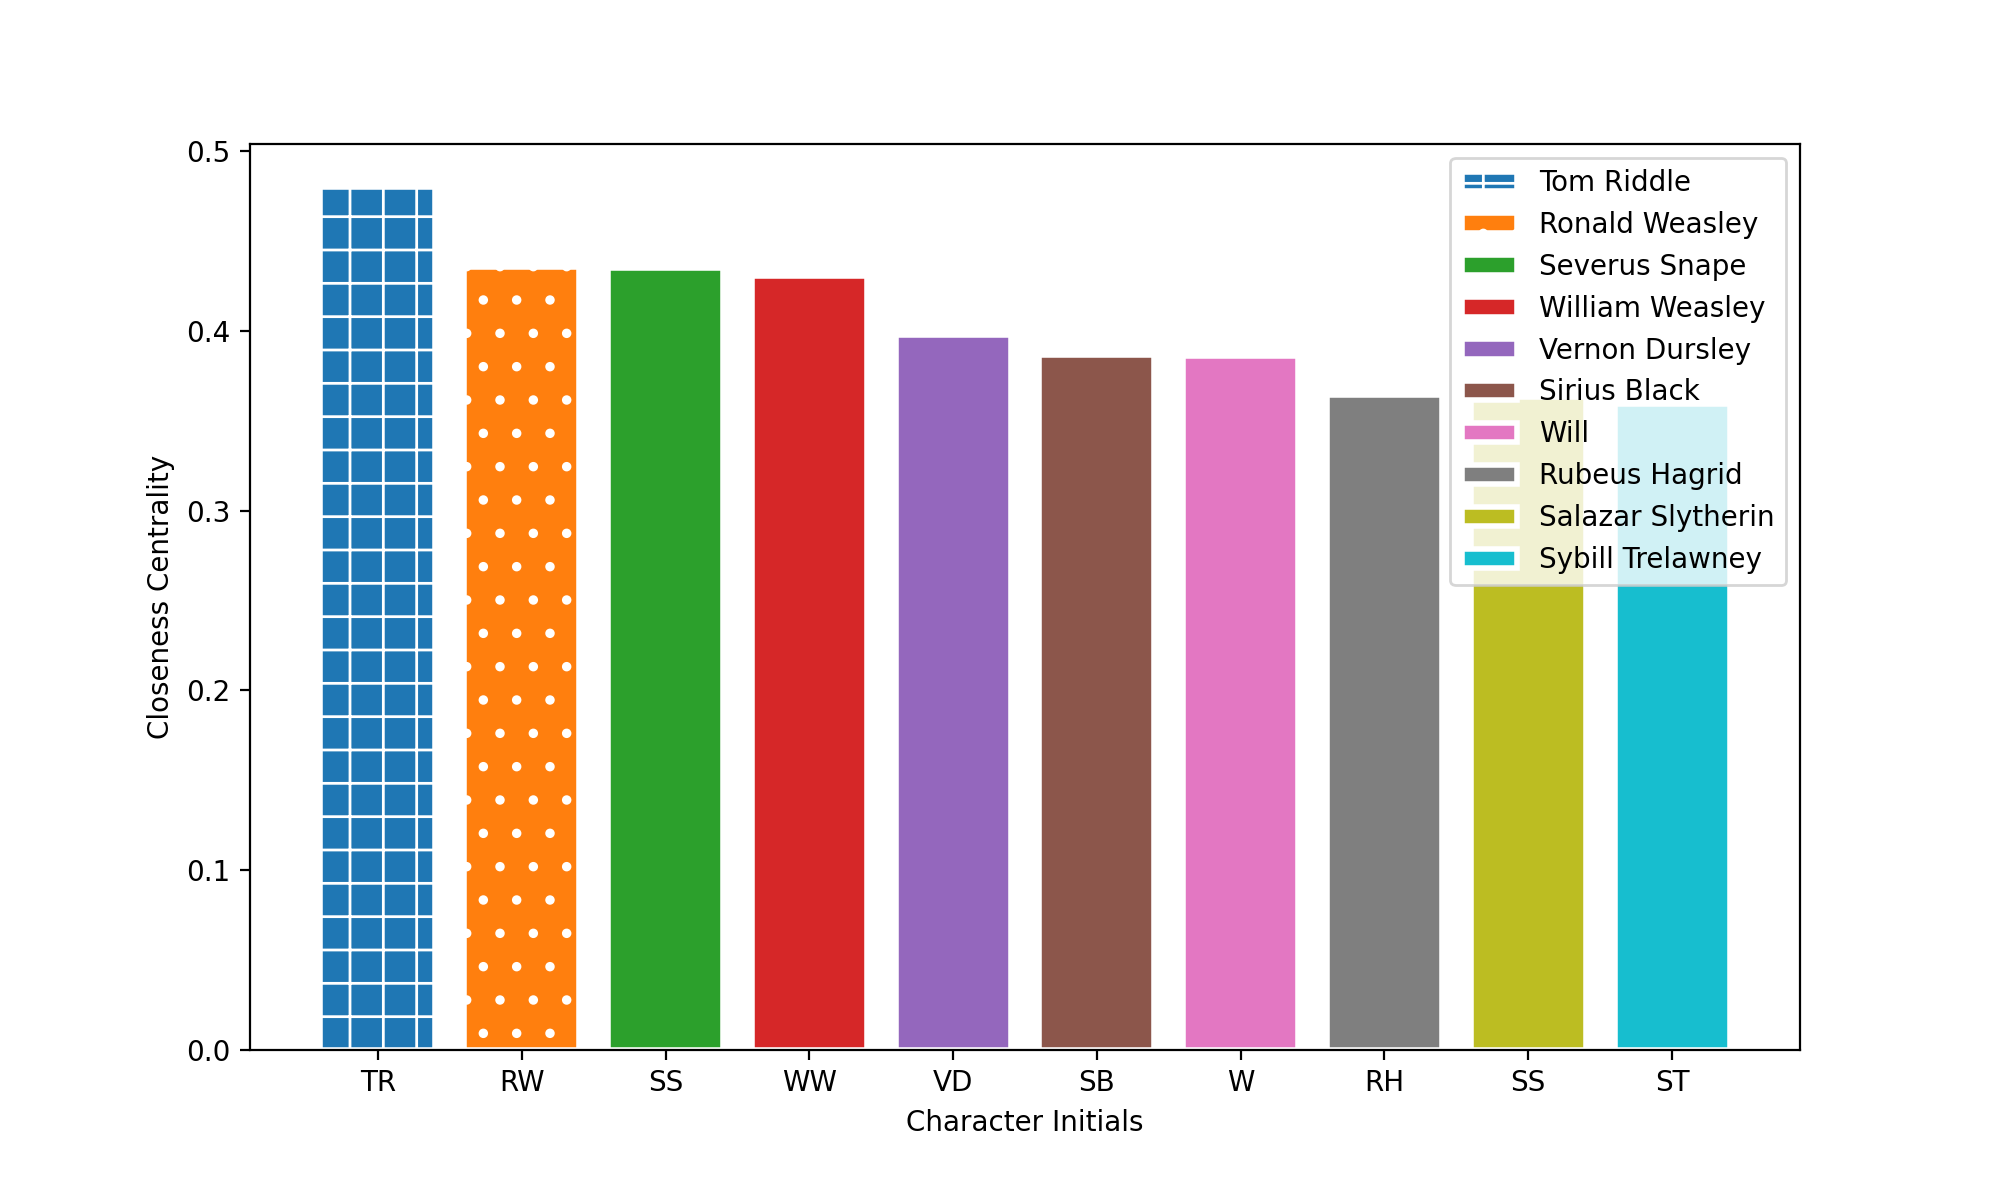 0.5
0.4
0.3
0.2
0.1
0.0
Closeness Centrality
Tom Riddle
Ronald Weasley
Severus Snape
William Weasley
Vernon Dursley
Sirius Black
Will
Rubeus Hagrid
Salazar Slytherin
Sybill Trelawney
TR RW SS WW VD SB W RH SS ST
Character Initials